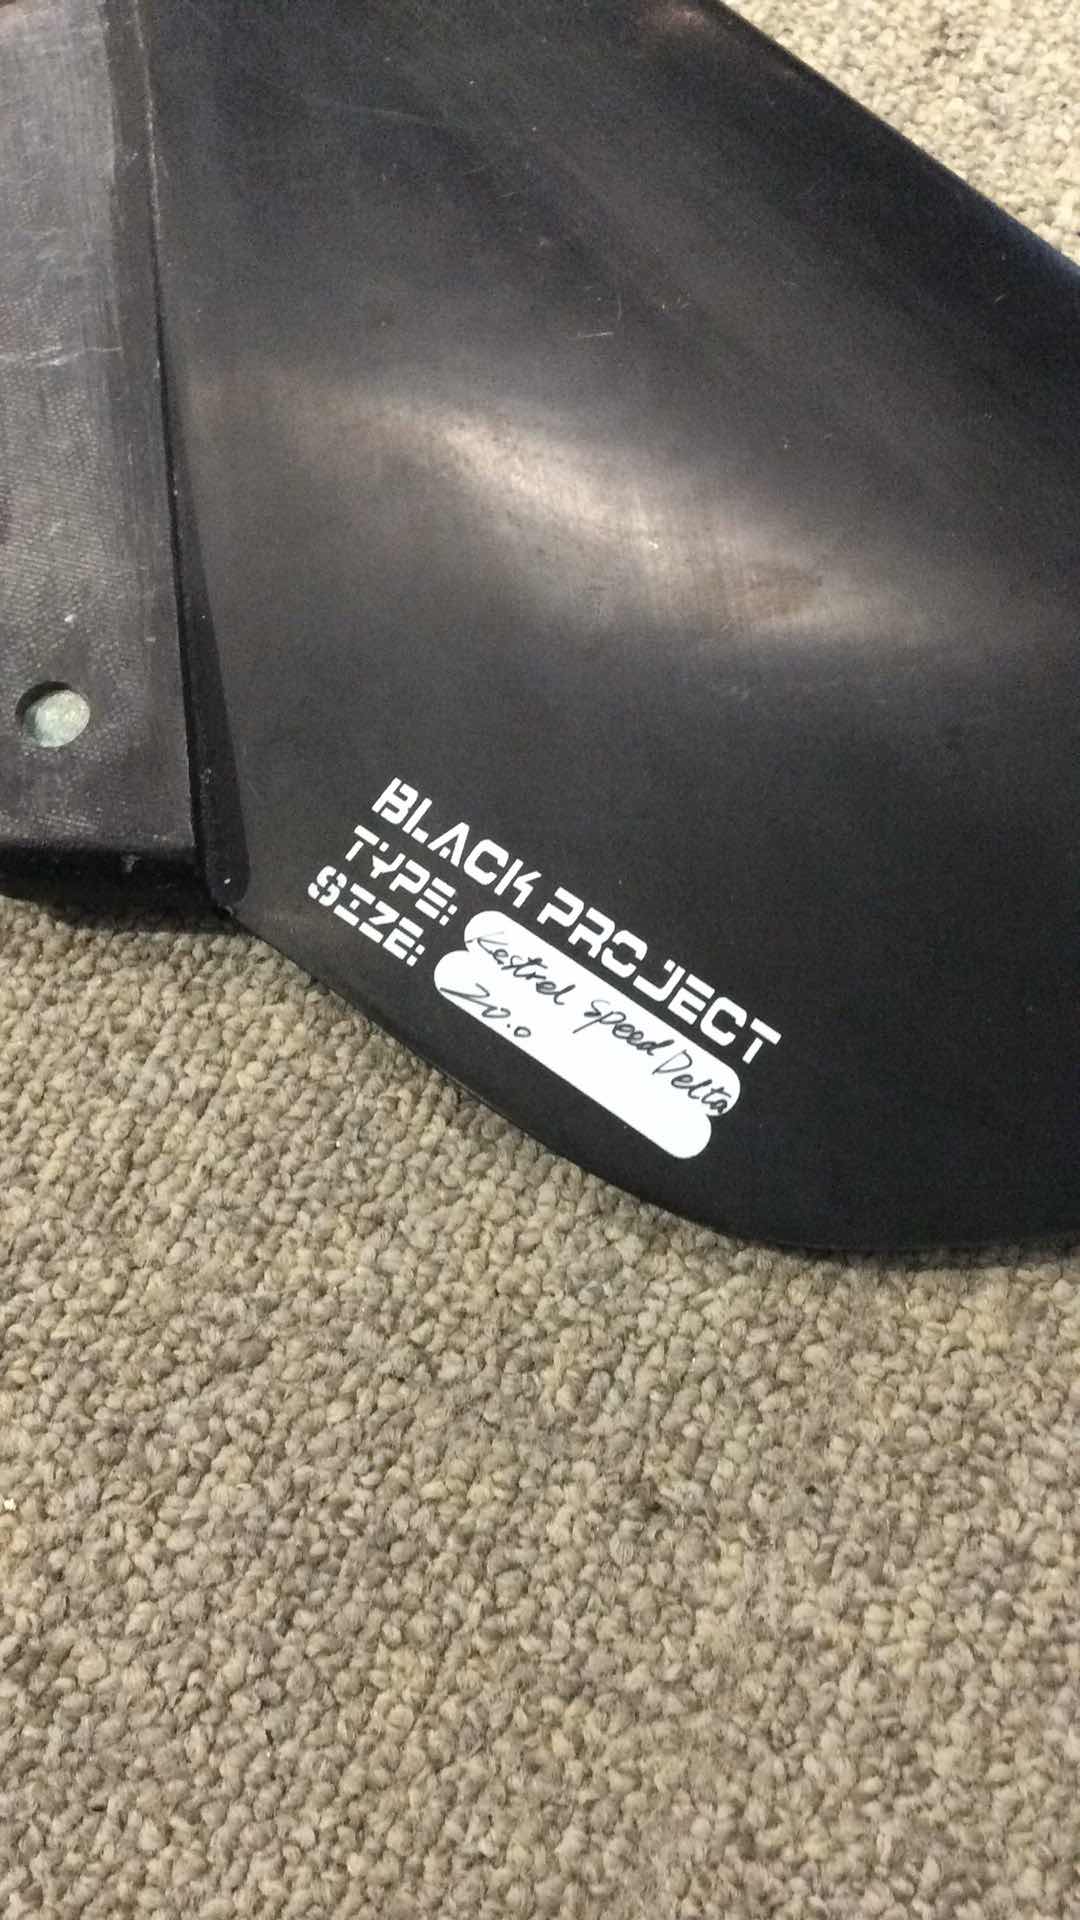 BLACK PROJECT
TYPE: Kestrel Speed Delta
SIZE: 20.0